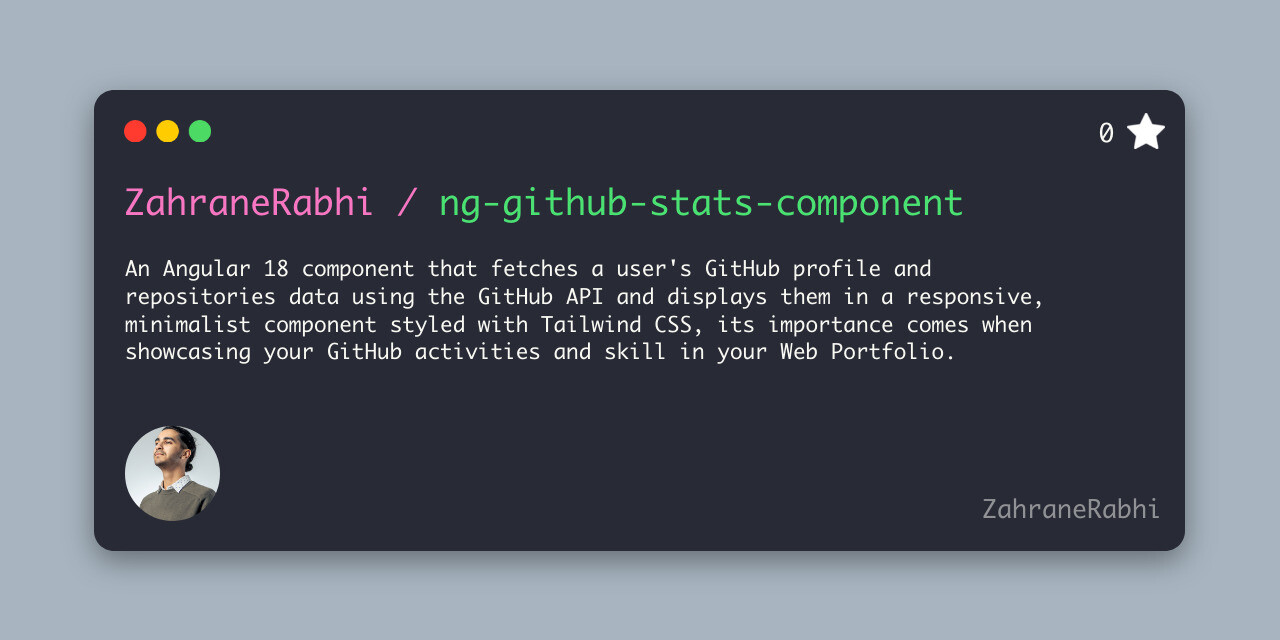 0
ZahraneRabhi / ng-github-stats-component
An Angular 18 component that fetches a user's GitHub profile and
repositories data using the GitHub API and displays them in a responsive,
minimalist component styled with Tailwind CSS, its importance comes when
showcasing your GitHub activities and skill in your Web Portfolio.
ZahraneRabhi